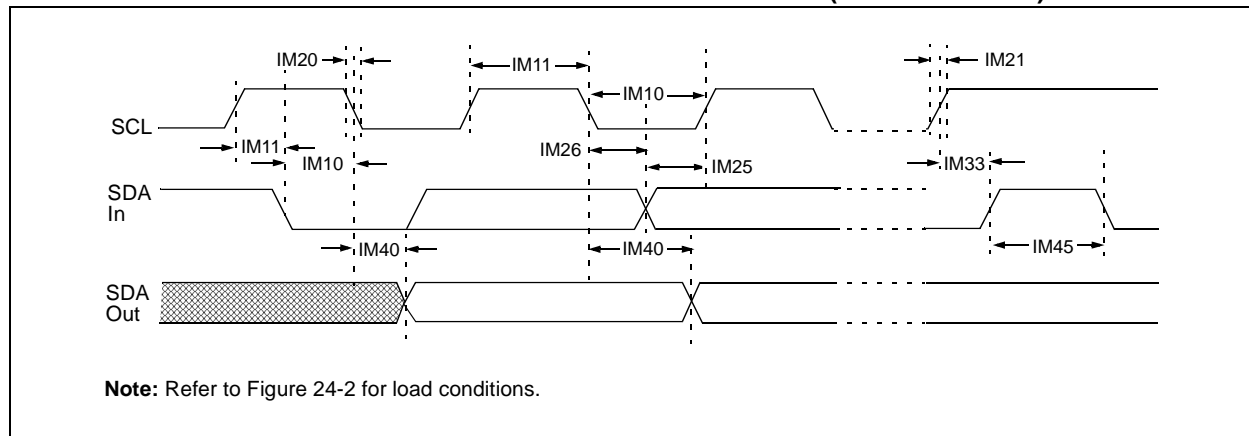 IM20
IM11
IM10
IM21
SCL
IM11
IM10
IM26
IM25
IM33
SDA
In
IM40
IM40
IM45
SDA
Out
Note: Refer to Figure 24-2 for load conditions.